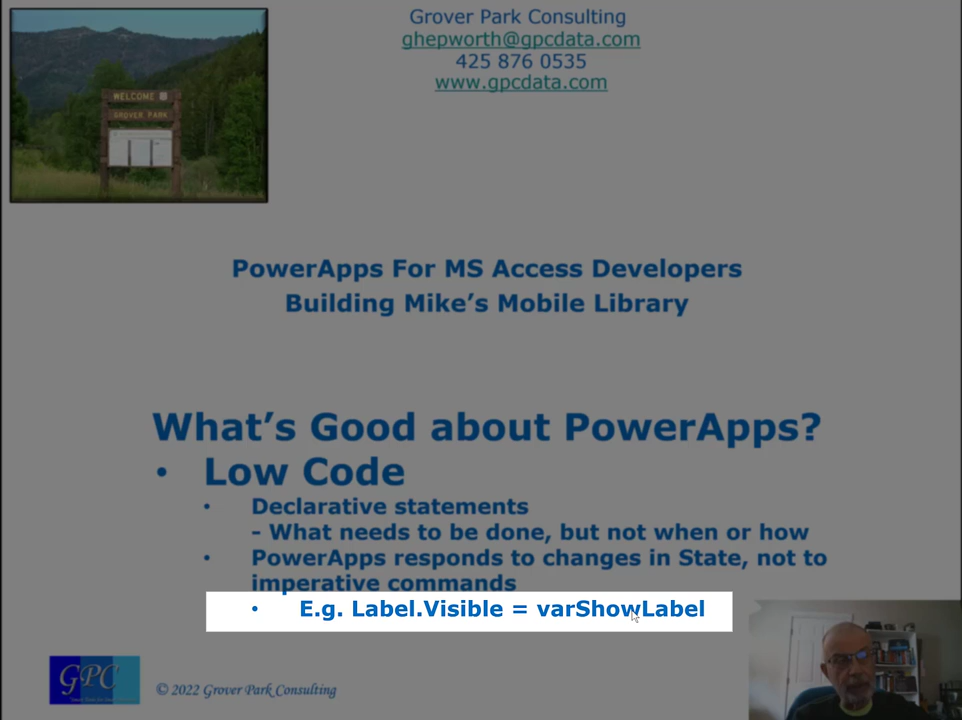 Grover Park Consulting
ghepworth@gpcdata.com
425 876 0535
www.gpcdata.com
WELCOME
GROVER PARK
PowerApps For MS Access Developers
Building Mike's Mobile Library
What's Good about PowerApps?
• Low Code
• Declarative statements
- What needs to be done, but not when or how
• PowerApps responds to changes in State, not to
imperative commands
• E.g. Label.Visible = varShowLabel
GPC
© 2022 Grover Park Consulting